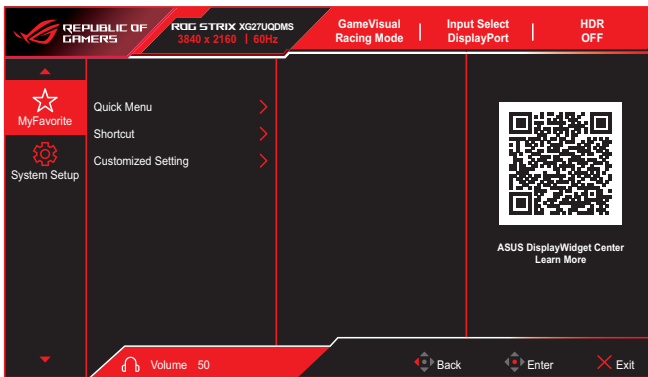 REPUBLIC OF
GAMERS
ROG STRIX XG27UQDMS
3840 x 2160 | 60Hz
GameVisual
Racing Mode
Input Select
DisplayPort
HDR
OFF
MyFavorite
System Setup
Quick Menu
Shortcut
Customized Setting
ASUS DisplayWidget Center
Learn More
Volume 50
Back
Enter
Exit